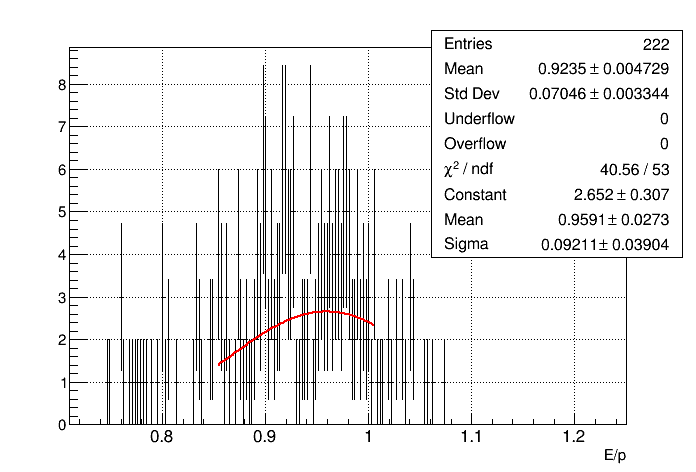 Entries 222
Mean 0.9235 ± 0.004729
Std Dev 0.07046 ± 0.003344
Underflow 0
Overflow 0
χ² / ndf 40.56 / 53
Constant 2.652 ± 0.307
Mean 0.9591 ± 0.0273
Sigma 0.09211 ± 0.03904
8
7
6
5
4
3
2
1
0
0.8 0.9 1 1.1 1.2
E/p